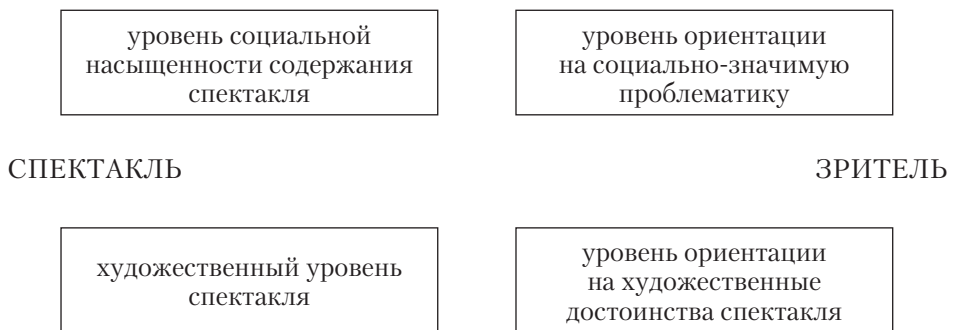 уровень социальной
насыщенности содержания
спектакля
уровень ориентации
на социально-значимую
проблематику
СПЕКТАКЛЬ
ЗРИТЕЛЬ
художественный уровень
спектакля
уровень ориентации
на художественные
достоинства спектакля